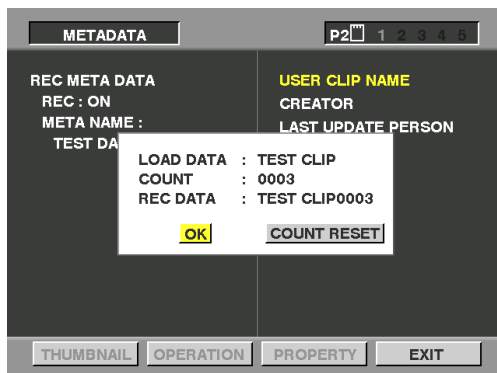 METADATA
P2 1 2 3 4 5
REC META DATA
REC : ON
META NAME :
TEST DA
USER CLIP NAME
CREATOR
LAST UPDATE PERSON
LOAD DATA : TEST CLIP
COUNT : 0003
REC DATA : TEST CLIP0003
OK COUNT RESET
THUMBNAIL OPERATION PROPERTY EXIT